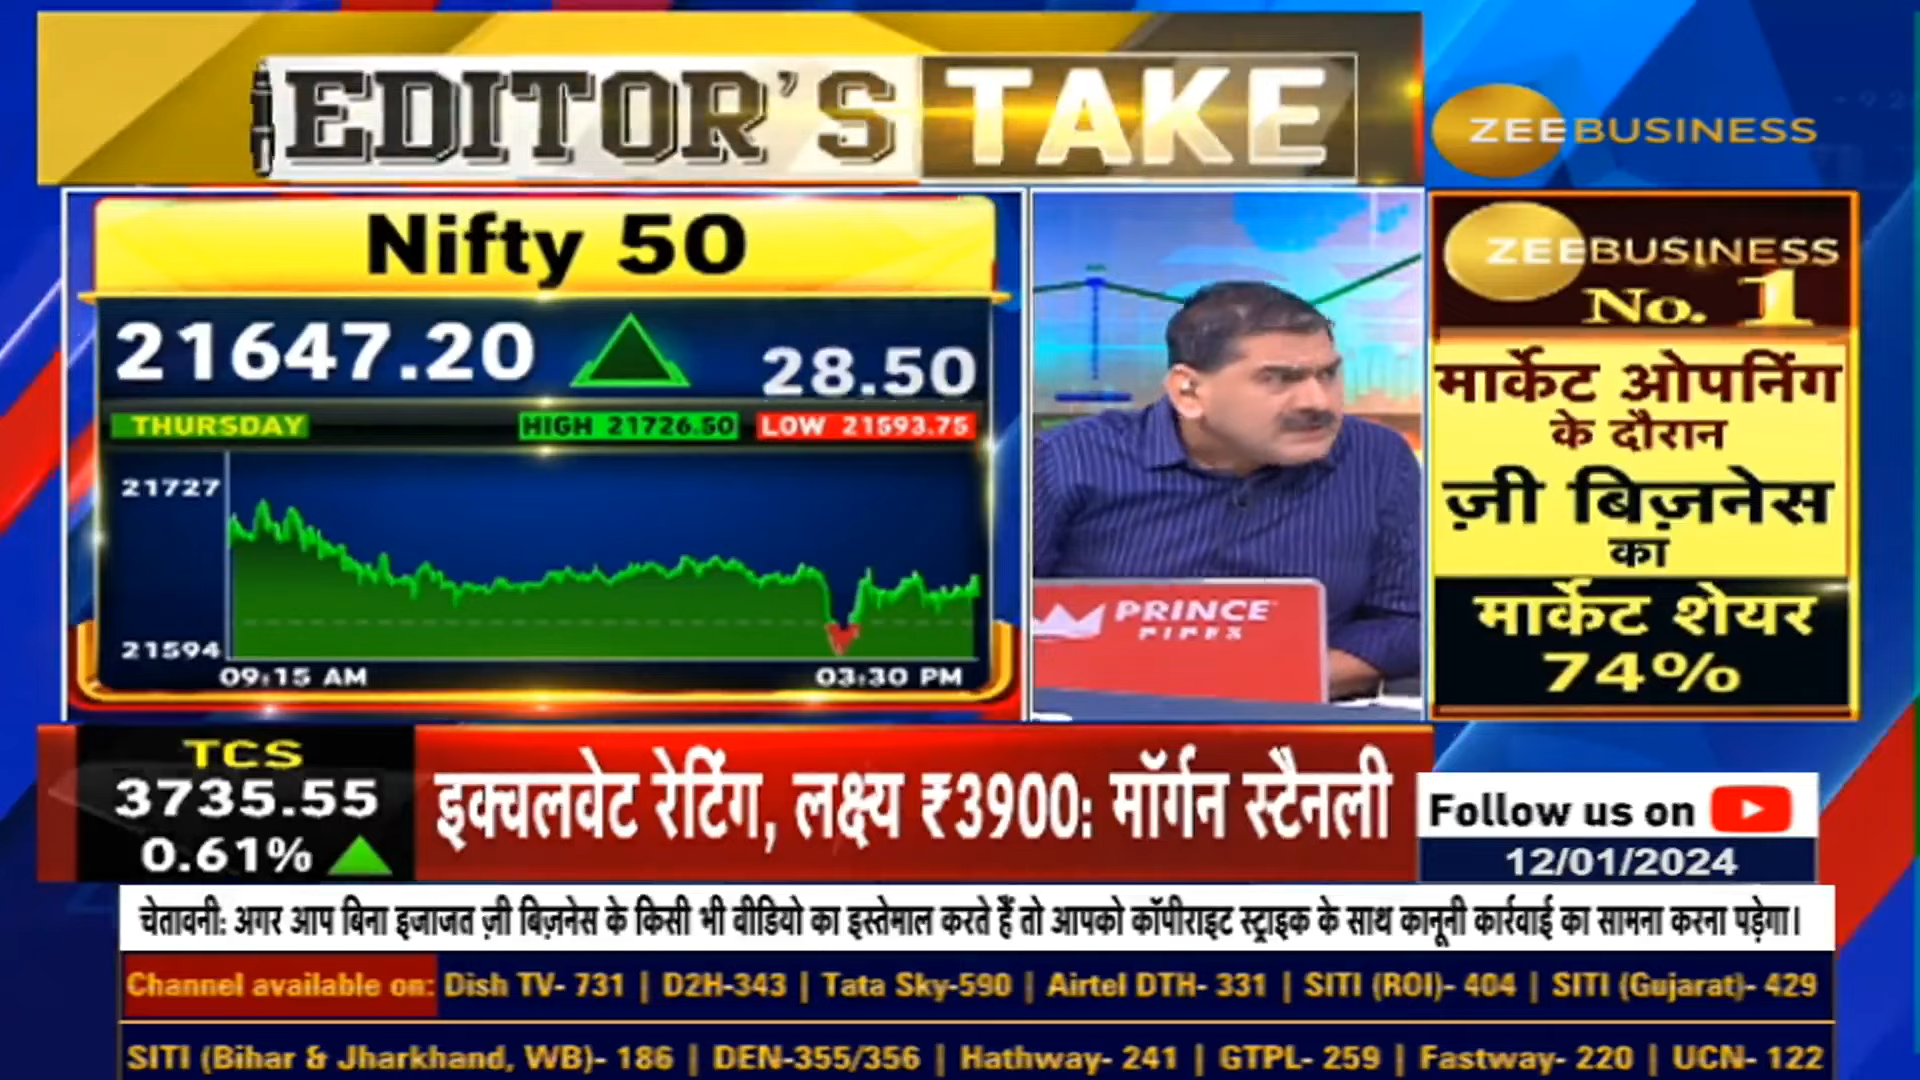 EDITOR'S TAKE
ZEEBUSINESS
Nifty 50
21647.20 28.50
THURSDAY HIGH 21726.50 LOW 21593.75
21727
21594
09:15 AM 03:30 PM
PRINCE
PIPES
ZEEBUSINESS
No. 1
मार्केट ओपनिंग
के दौरान
ज़ी बिज़नेस
का
मार्केट शेयर
74%
TCS
3735.55
0.61%
इक्वलवेट रेटिंग, लक्ष्य ₹3900: मॉर्गन स्टैनली
Follow us on
12/01/2024
चेतावनी: अगर आप बिना इजाजत ज़ी बिज़नेस के किसी भी वीडियो का इस्तेमाल करते हैं तो आपको कॉपीराइट स्ट्राइक के साथ कानूनी कार्रवाई का सामना करना पड़ेगा।
Channel available on: Dish TV- 731 | D2H-343 | Tata Sky-590 | Airtel DTH- 331 | SITI (ROI)- 404 | SITI (Gujarat)- 429
SITI (Bihar & Jharkhand, WB)- 186 | DEN-355/356 | Hathway- 241 | GTPL- 259 | Fastway- 220 | UCN- 122